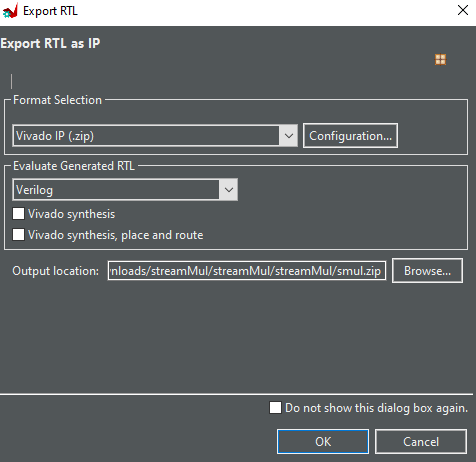 Export RTL
Export RTL as IP
Format Selection
Vivado IP (.zip)
Configuration...
Evaluate Generated RTL
Verilog
Vivado synthesis
Vivado synthesis, place and route
Output location:
nloads/streamMul/streamMul/streamMul/smul.zip
Browse...
Do not show this dialog box again.
OK
Cancel